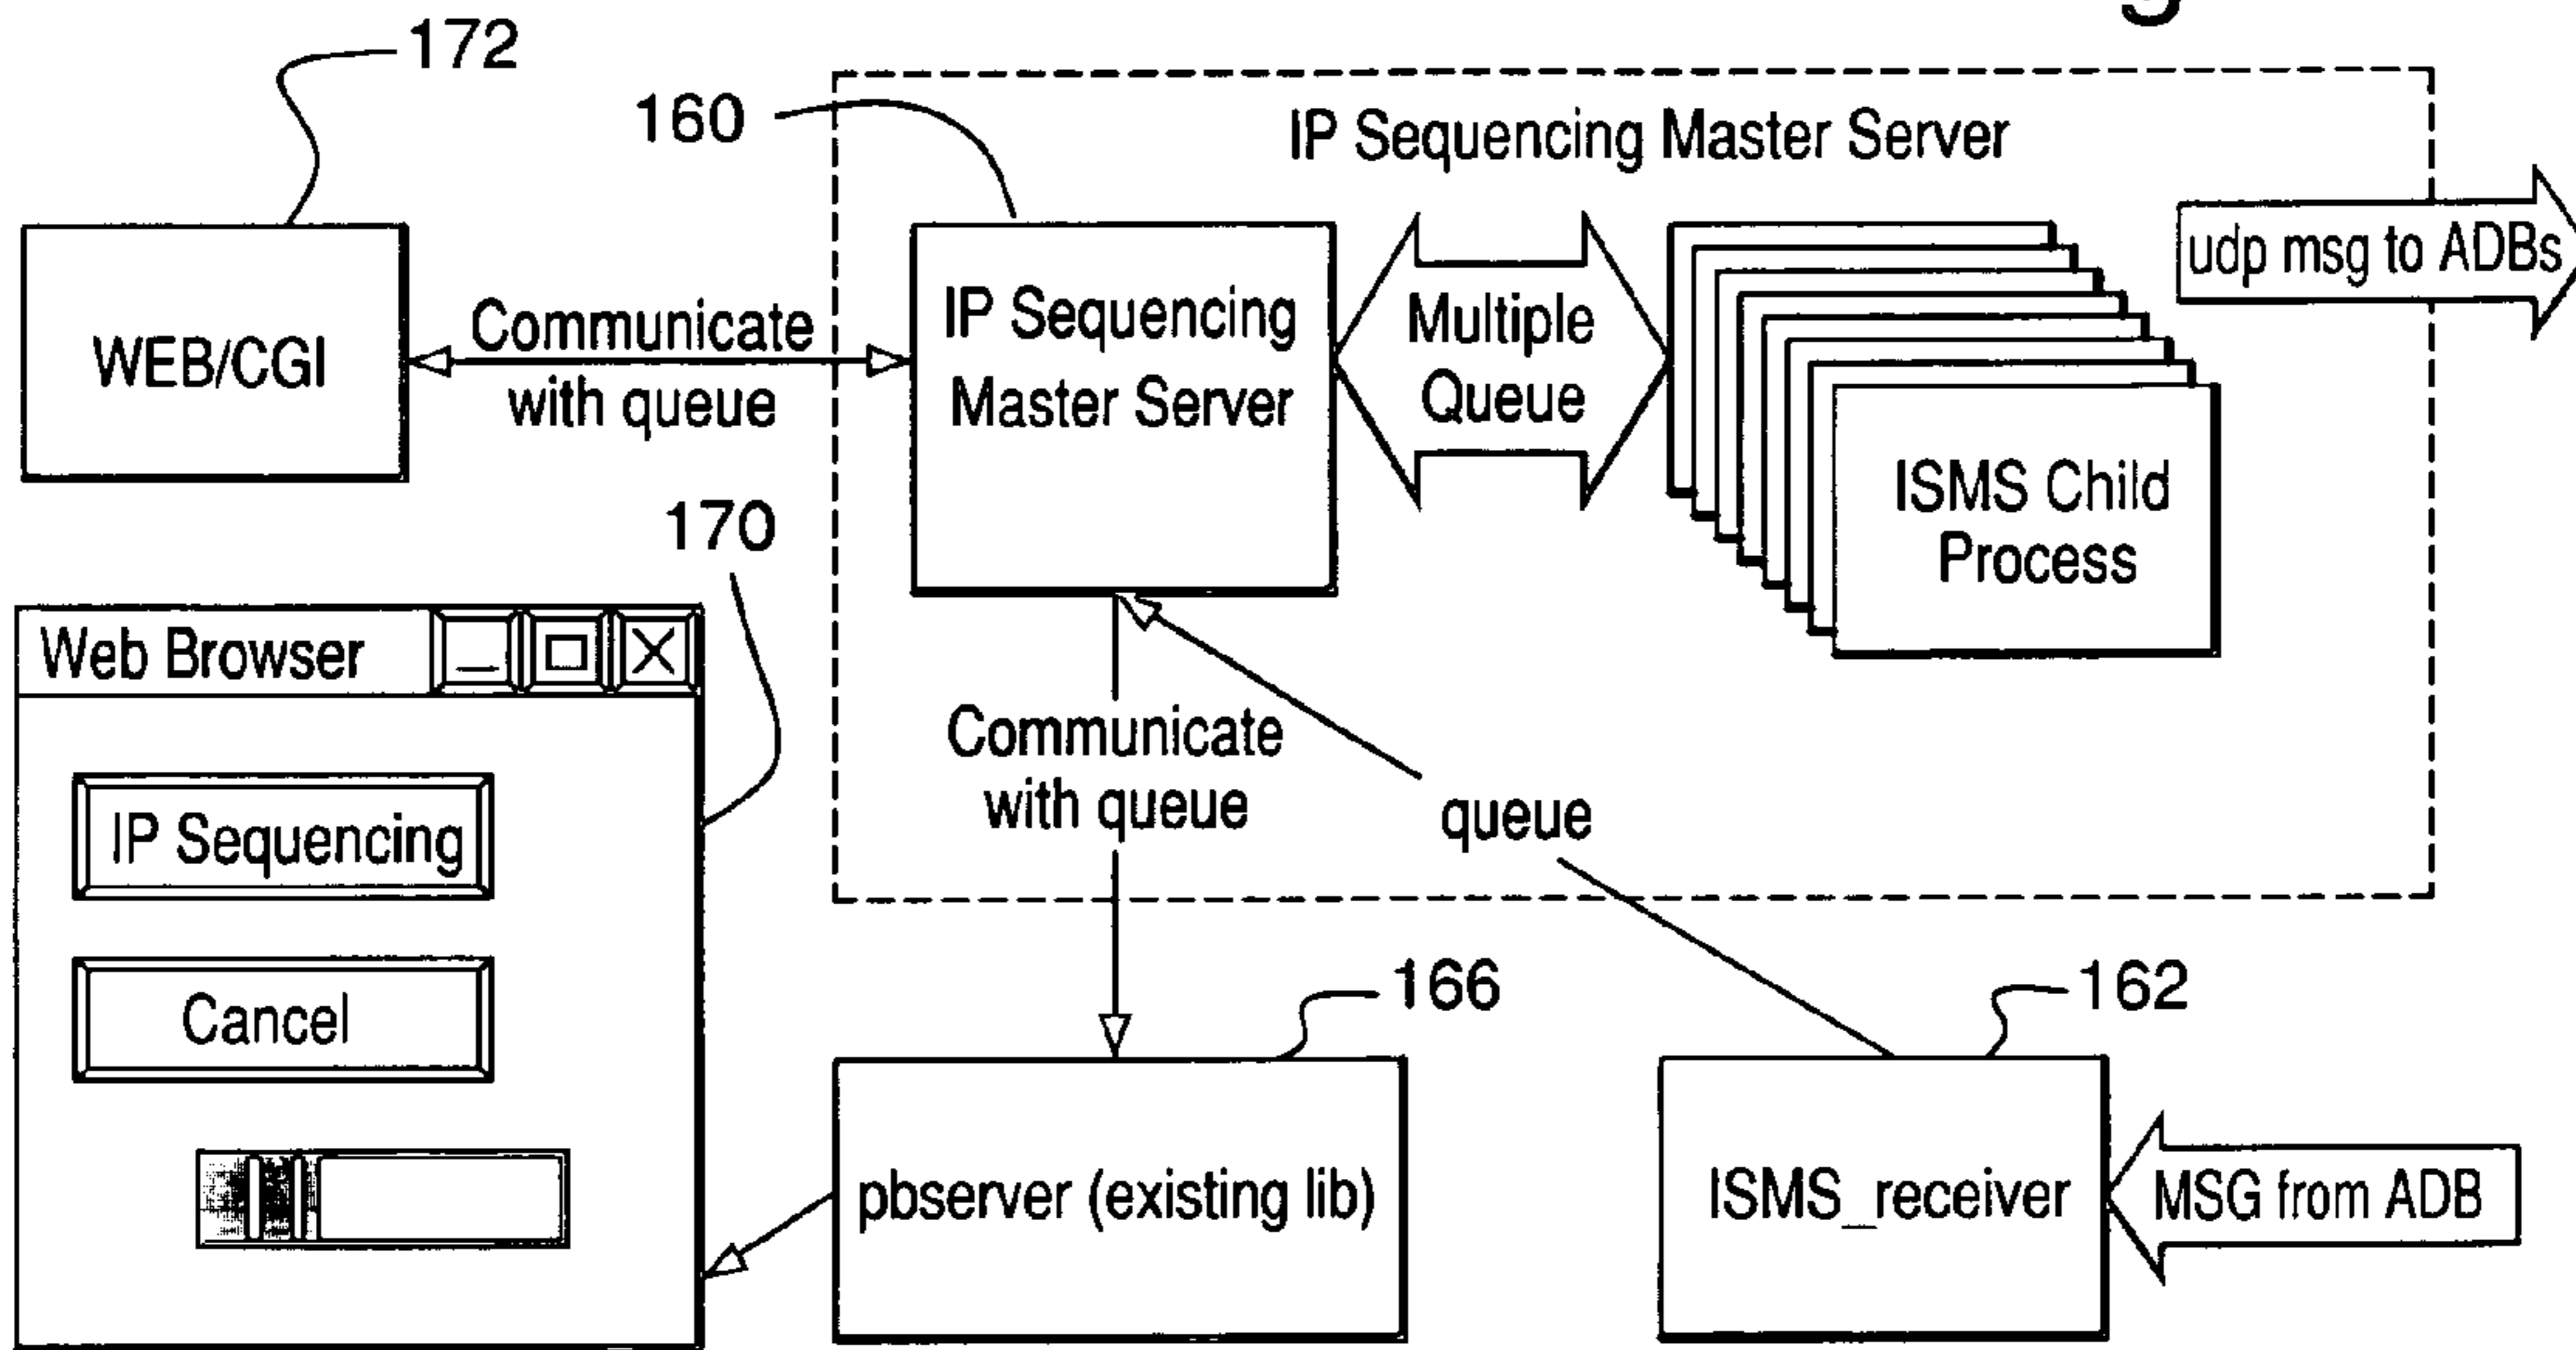 g
172
160
IP Sequencing Master Server
udp msg to ADBs
WEB/CGI
Communicate
with queue
IP Sequencing
Master Server
Multiple
Queue
ISMS Child
Process
170
Web Browser
IP Sequencing
Cancel
Communicate
with queue
queue
166
162
pbserver (existing lib)
ISMS_receiver
MSG from ADB